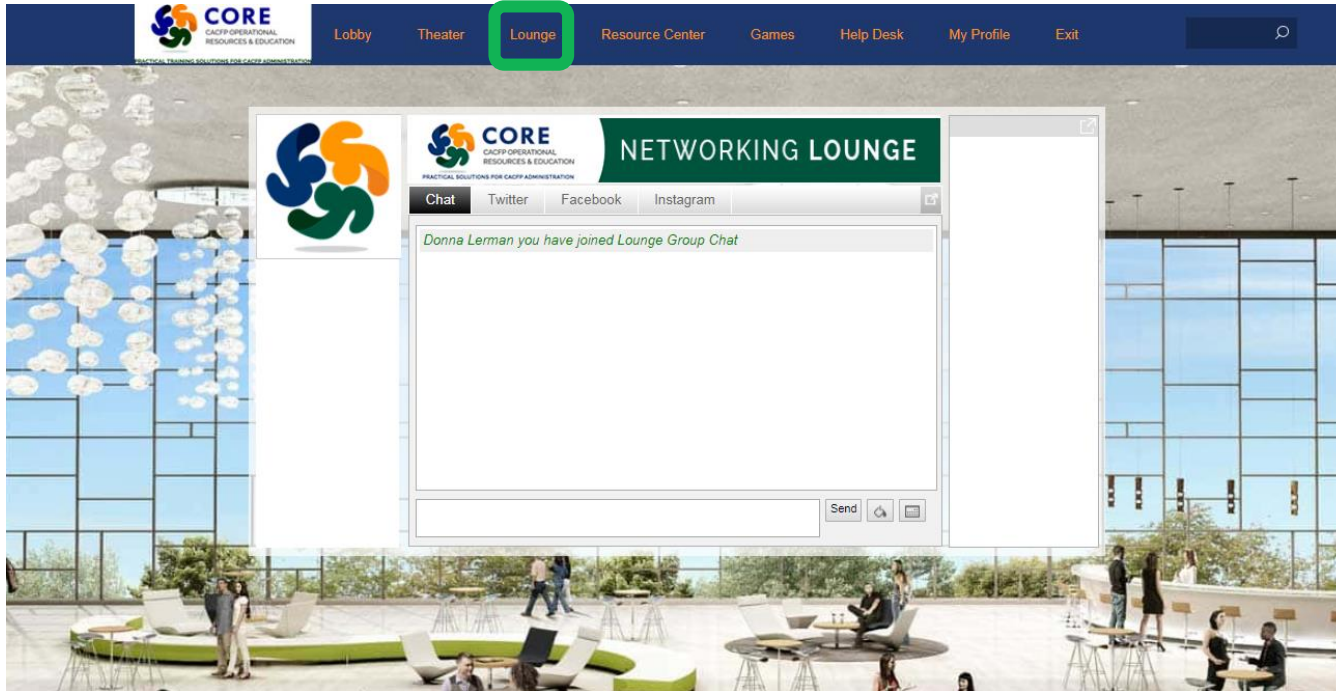 CORE
CACFP OPERATIONAL
RESOURCES & EDUCATION
PRACTICAL TRAINING SOLUTIONS FOR CACFP ADMINISTRATION
Lobby Theater Lounge Resource Center Games Help Desk My Profile Exit
CORE
CACFP OPERATIONAL
RESOURCES & EDUCATION
PRACTICAL SOLUTIONS FOR CACFP ADMINISTRATION
NETWORKING LOUNGE
Chat Twitter Facebook Instagram
Donna Lerman you have joined Lounge Group Chat
Send